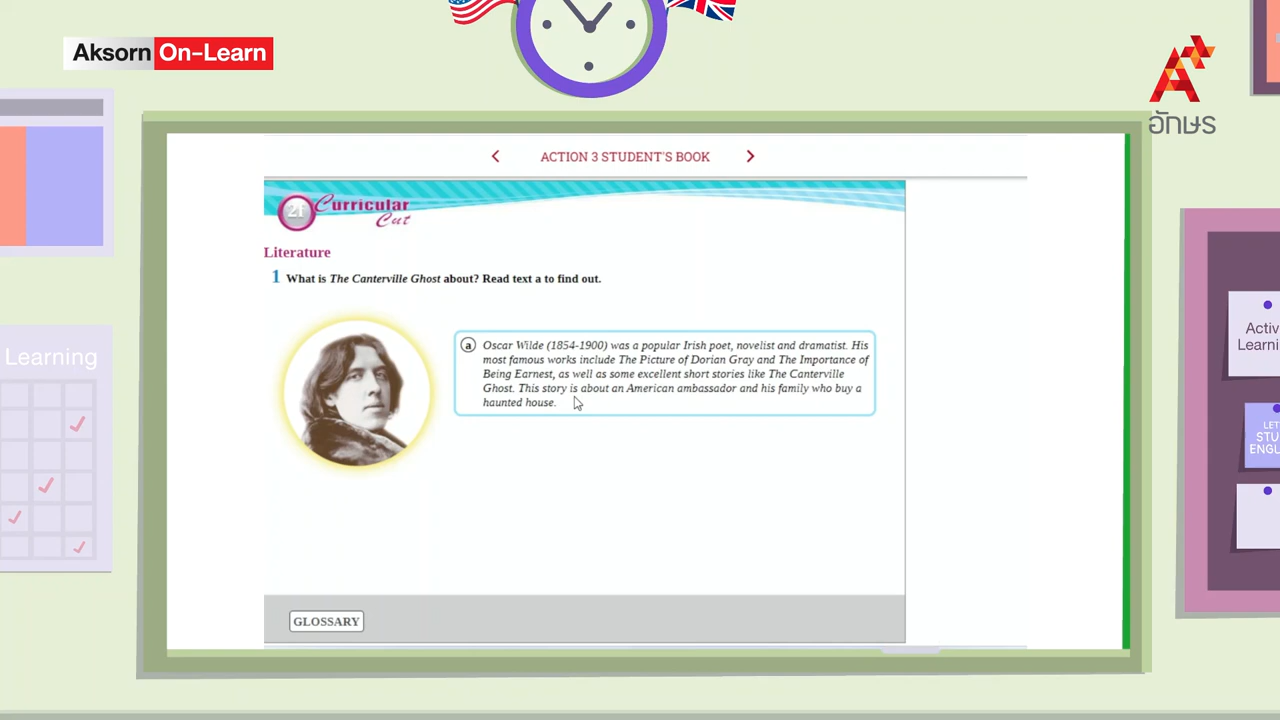 Aksorn On-Learn
อักษร
ACTION 3 STUDENT'S BOOK
2f Curricular
Cut
Literature
1 What is The Canterville Ghost about? Read text a to find out.
a Oscar Wilde (1854-1900) was a popular Irish poet, novelist and dramatist. His
most famous works include The Picture of Dorian Gray and The Importance of
Being Earnest, as well as some excellent short stories like The Canterville
Ghost. This story is about an American ambassador and his family who buy a
haunted house.
GLOSSARY
Learning